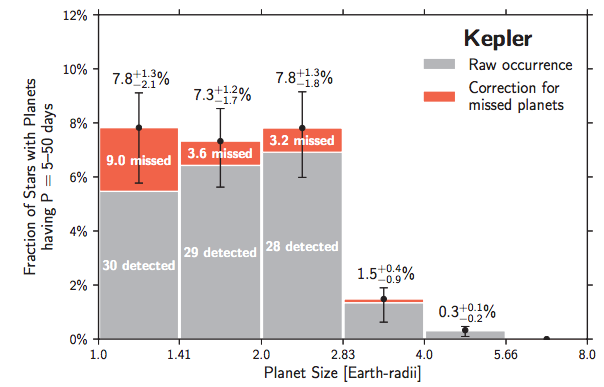 12%
10%
8%
6%
4%
2%
0%
Fraction of Stars with Planets
having P = 5–50 days
Kepler
Raw occurrence
Correction for
missed planets
7.8+1.3−2.1%
7.3+1.2−1.7%
7.8+1.3−1.8%
1.5+0.4−0.9%
0.3+0.1−0.2%
9.0 missed
3.6 missed
3.2 missed
30 detected
29 detected
28 detected
1.0 1.41 2.0 2.83 4.0 5.66 8.0
Planet Size [Earth-radii]